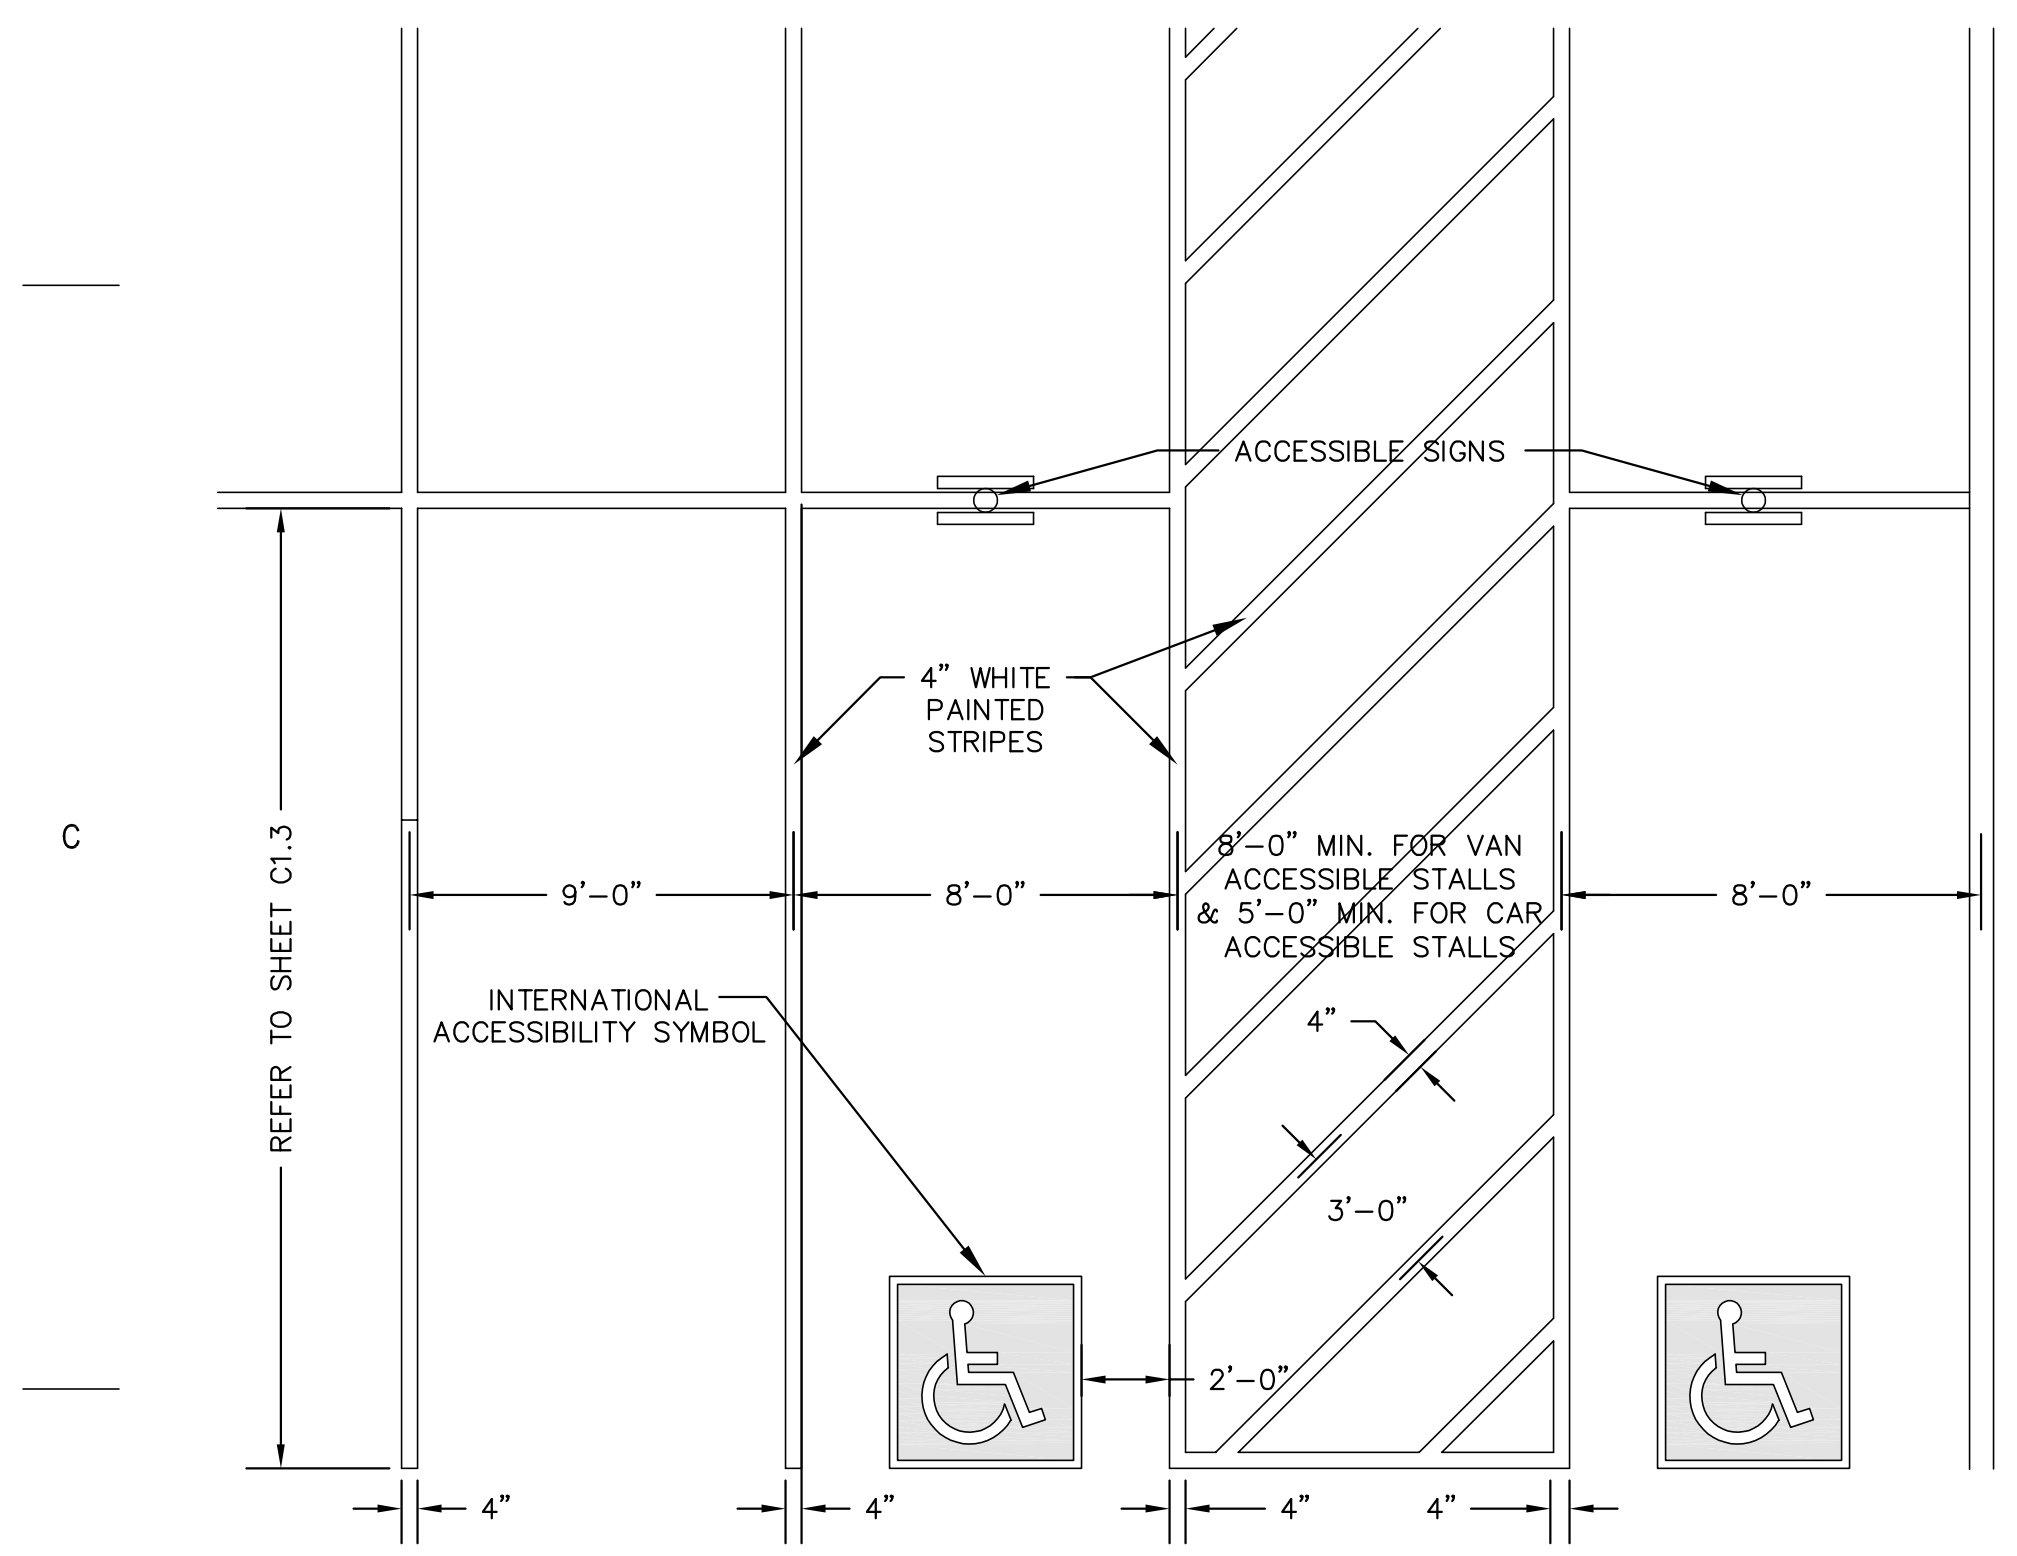 ACCESSIBLE SIGNS
4” WHITE
PAINTED
STRIPES
C
REFER TO SHEET C1.3
9’-0”
8’-0”
8’-0” MIN. FOR VAN
ACCESSIBLE STALLS
& 5’-0” MIN. FOR CAR
ACCESSIBLE STALLS
8’-0”
INTERNATIONAL
ACCESSIBILITY SYMBOL
4”
3’-0”
2’-0”
4”
4”
4”
4”